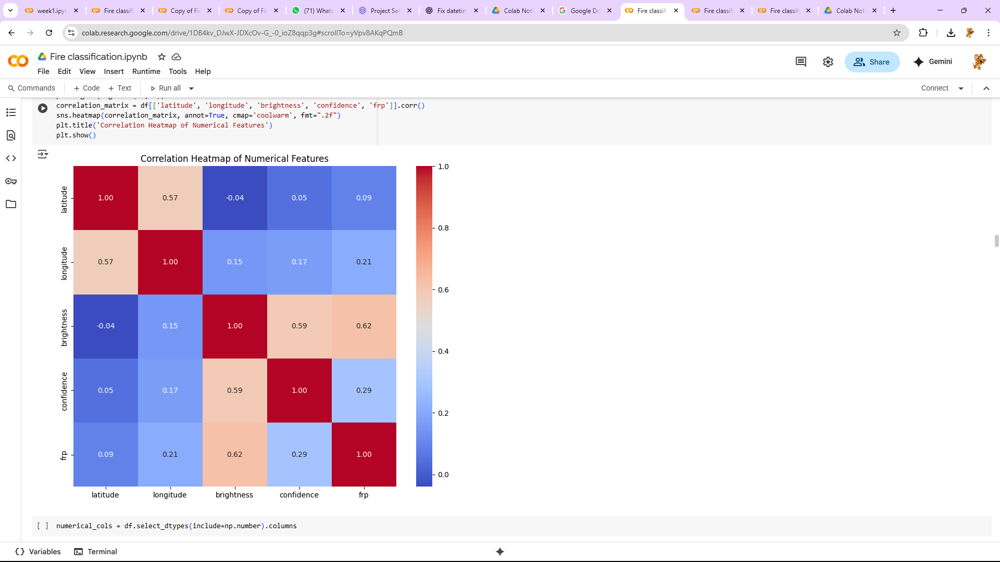 week1.ipyn
Fire classifi
Copy of Fi
Copy of Fi
(71) Whats
Project Sel
Fix datetim
Colab Note
Google Dri
Fire classifi
Fire classifi
Fire classifi
Colab Not
colab.research.google.com/drive/1DB4kv_DJwX-JDXcOv-G_-0_ioZ8qqp3g#scrollTo=yVpv8AKqPQmB
Fire classification.ipynb
File Edit View Insert Runtime Tools Help
Share
Gemini
Commands + Code + Text Run all
Connect
correlation_matrix = df[['latitude', 'longitude', 'brightness', 'confidence', 'frp']].corr()
sns.heatmap(correlation_matrix, annot=True, cmap='coolwarm', fmt=".2f")
plt.title('Correlation Heatmap of Numerical Features')
plt.show()
Correlation Heatmap of Numerical Features
latitude 1.00 0.57 -0.04 0.05 0.09
longitude 0.57 1.00 0.15 0.17 0.21
brightness -0.04 0.15 1.00 0.59 0.62
confidence 0.05 0.17 0.59 1.00 0.29
frp 0.09 0.21 0.62 0.29 1.00
latitude longitude brightness confidence frp
1.0
0.8
0.6
0.4
0.2
0.0
[ ] numerical_cols = df.select_dtypes(include=np.number).columns
Variables Terminal